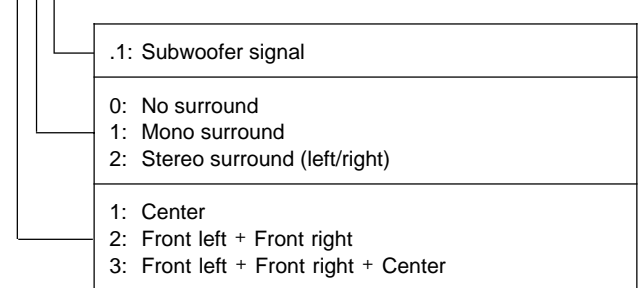 .1: Subwoofer signal
0: No surround
1: Mono surround
2: Stereo surround (left/right)
1: Center
2: Front left + Front right
3: Front left + Front right + Center